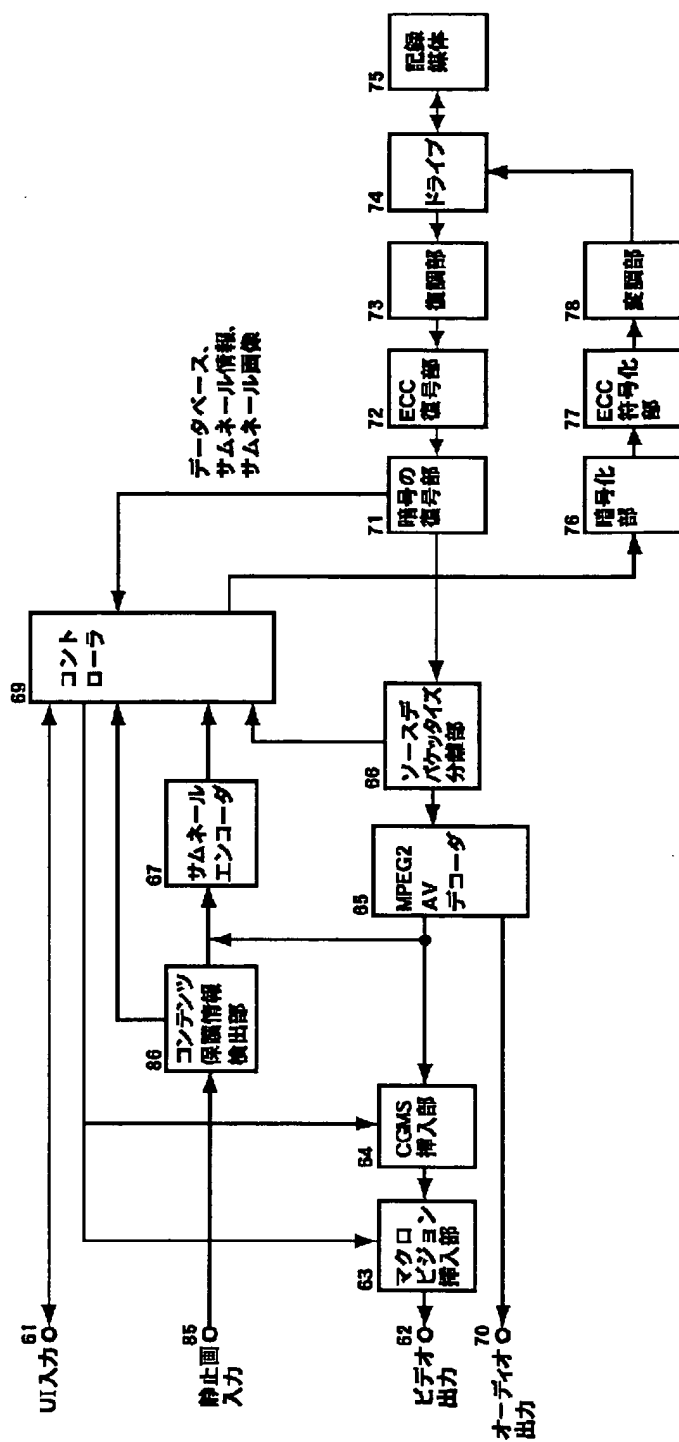 61
UI入力
85
静止画
入力
62
ビデオ
出力
70
オーディオ
出力
69
コント
ローラ
86
コンテンツ
保護情報
検出部
67
サムネール
エンコーダ
データベース、
サムネール情報、
サムネール画像
63
マクロ
ビジョン
挿入部
64
CGMS
挿入部
65
MPEG2
AV
デコーダ
66
ソースデ
パケッタイズ
分離部
71
暗号の
復号部
72
ECC
復号部
73
復調部
74
ドライブ
75
記録
媒体
76
暗号化
部
77
ECC
符号化
部
78
変調部